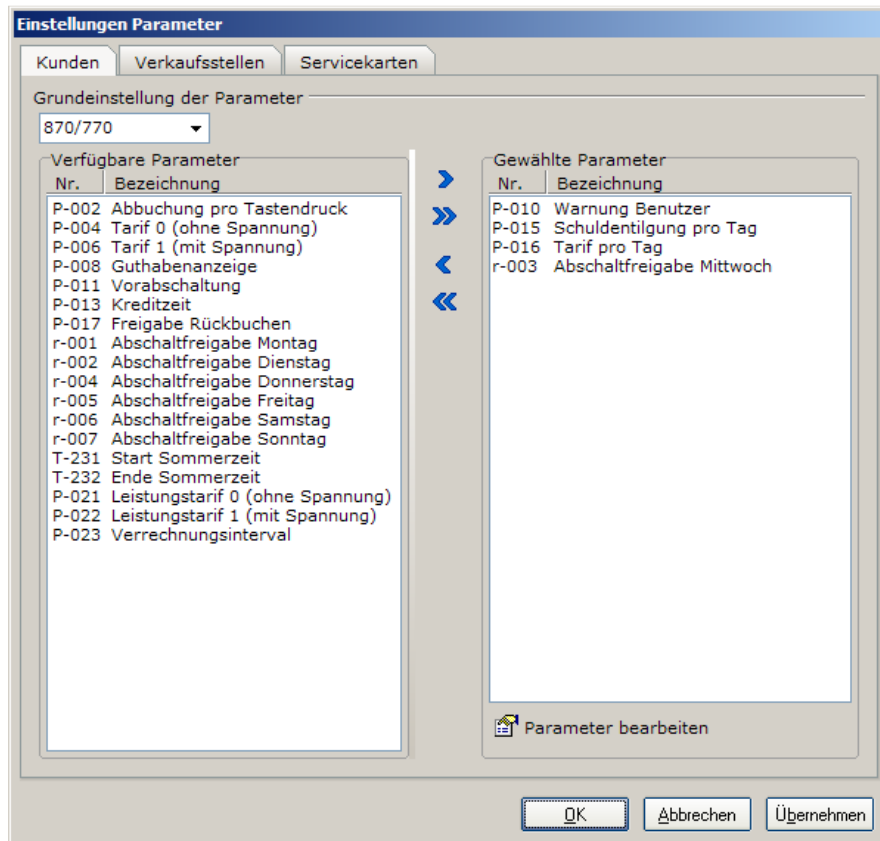 Einstellungen Parameter
Kunden Verkaufsstellen Servicekarten
Grundeinstellung der Parameter
870/770
Verfügbare Parameter
Nr. Bezeichnung
P-002 Abbuchung pro Tastendruck
P-004 Tarif 0 (ohne Spannung)
P-006 Tarif 1 (mit Spannung)
P-008 Guthabenanzeige
P-011 Vorabschaltung
P-013 Kreditzeit
P-017 Freigabe Rückbuchen
r-001 Abschaltfreigabe Montag
r-002 Abschaltfreigabe Dienstag
r-004 Abschaltfreigabe Donnerstag
r-005 Abschaltfreigabe Freitag
r-006 Abschaltfreigabe Samstag
r-007 Abschaltfreigabe Sonntag
T-231 Start Sommerzeit
T-232 Ende Sommerzeit
P-021 Leistungstarif 0 (ohne Spannung)
P-022 Leistungstarif 1 (mit Spannung)
P-023 Verrechnungsinterval
Gewählte Parameter
Nr. Bezeichnung
P-010 Warnung Benutzer
P-015 Schuldentilgung pro Tag
P-016 Tarif pro Tag
r-003 Abschaltfreigabe Mittwoch
Parameter bearbeiten
OK Abbrechen Übernehmen